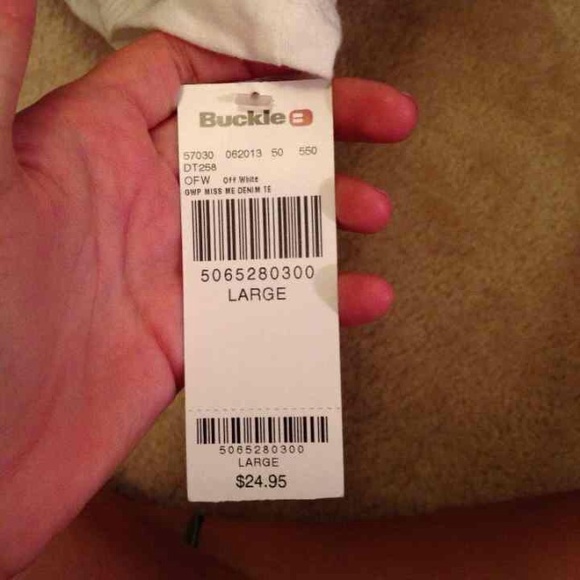 Buckle B
57030 062013 50 550
DT258
OFW Off White
GWP MISS ME DENIM TE
5065280300
LARGE
5065280300
LARGE
$24.95